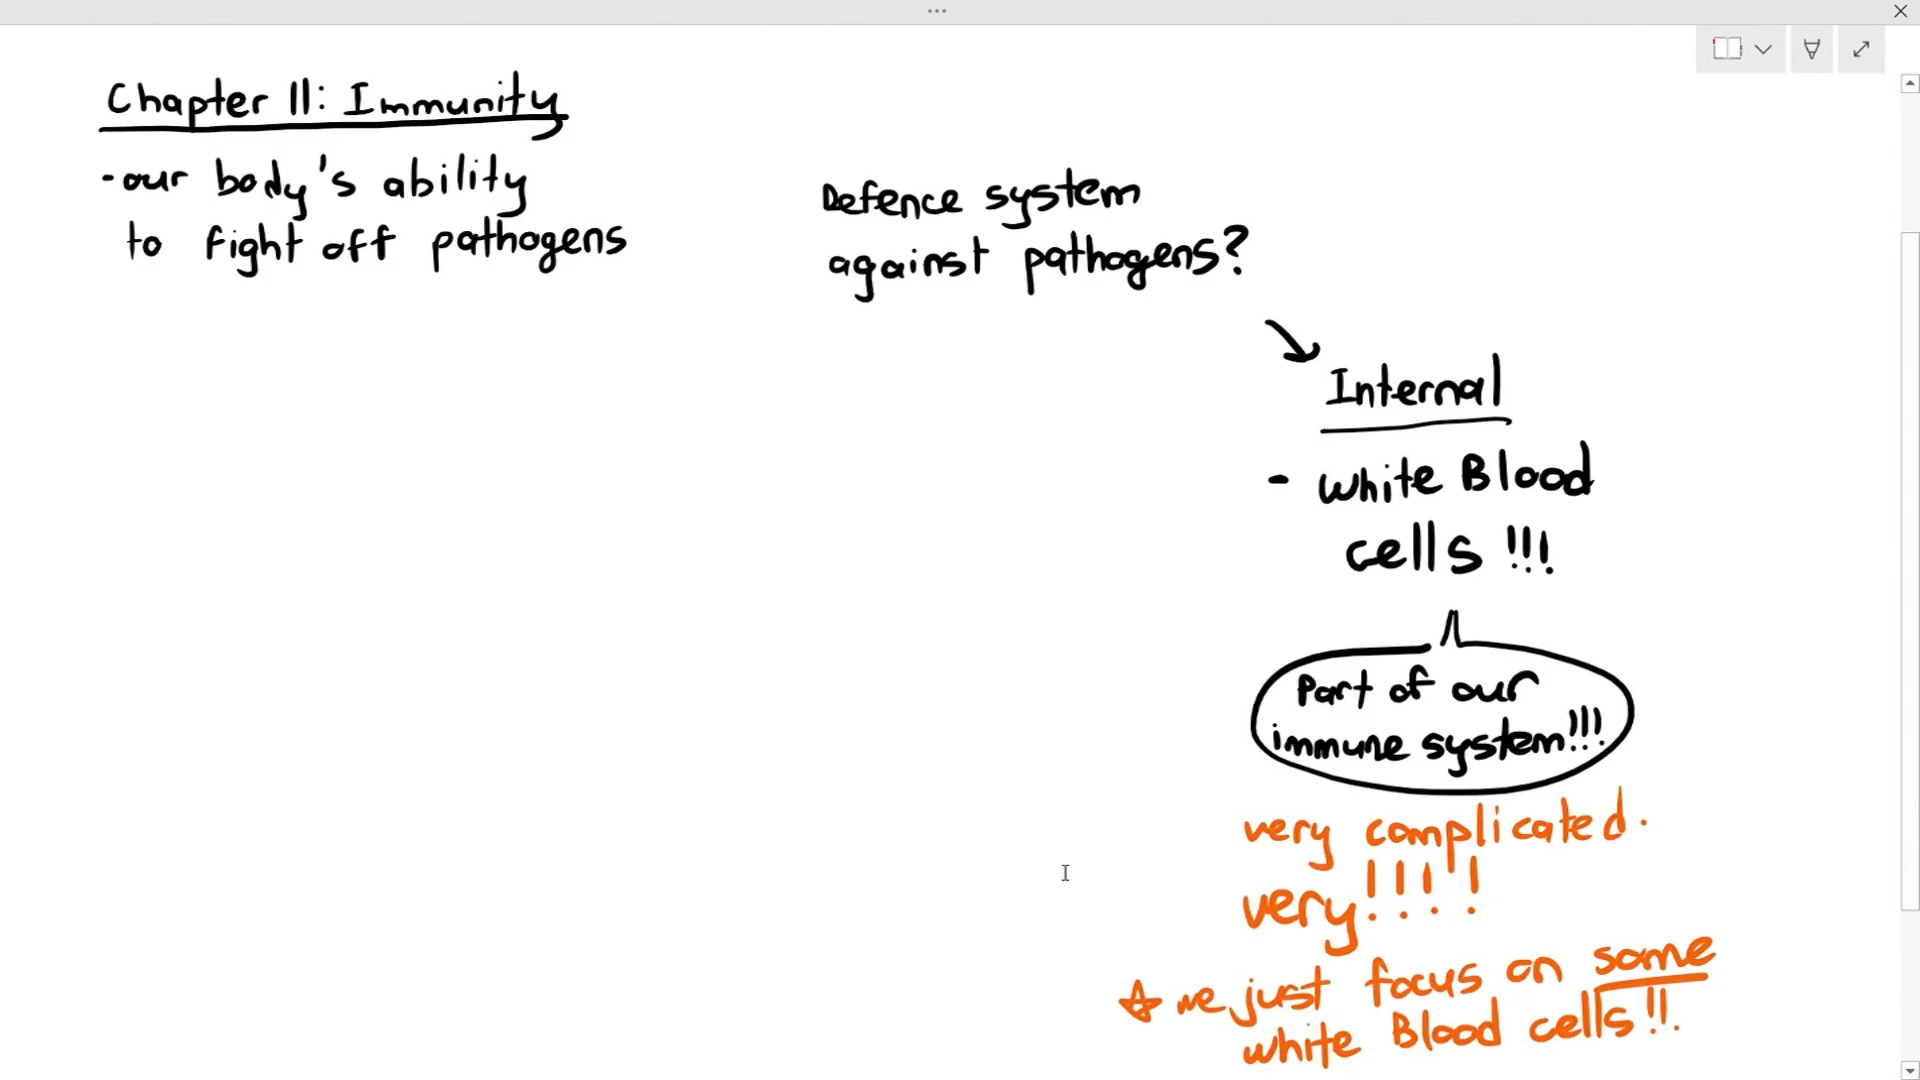 Chapter 11: Immunity
- our body's ability
to fight off pathogens
Defence system
against pathogens?
Internal
- White Blood
cells !!!
Part of our
immune system!!!
very complicated.
very!!!!
☆ we just focus on some
white Blood cells!!